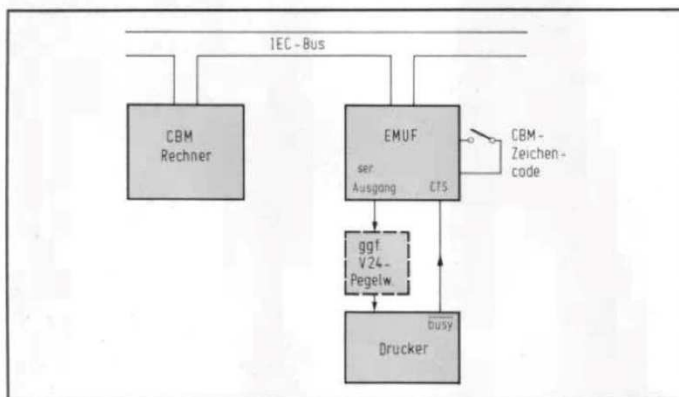 IEC-Bus
CBM
Rechner
EMUF
ser.
Ausgang
CTS
CBM-
Zeichen-
code
ggf.
V24-
Pegelw.
busy
Drucker